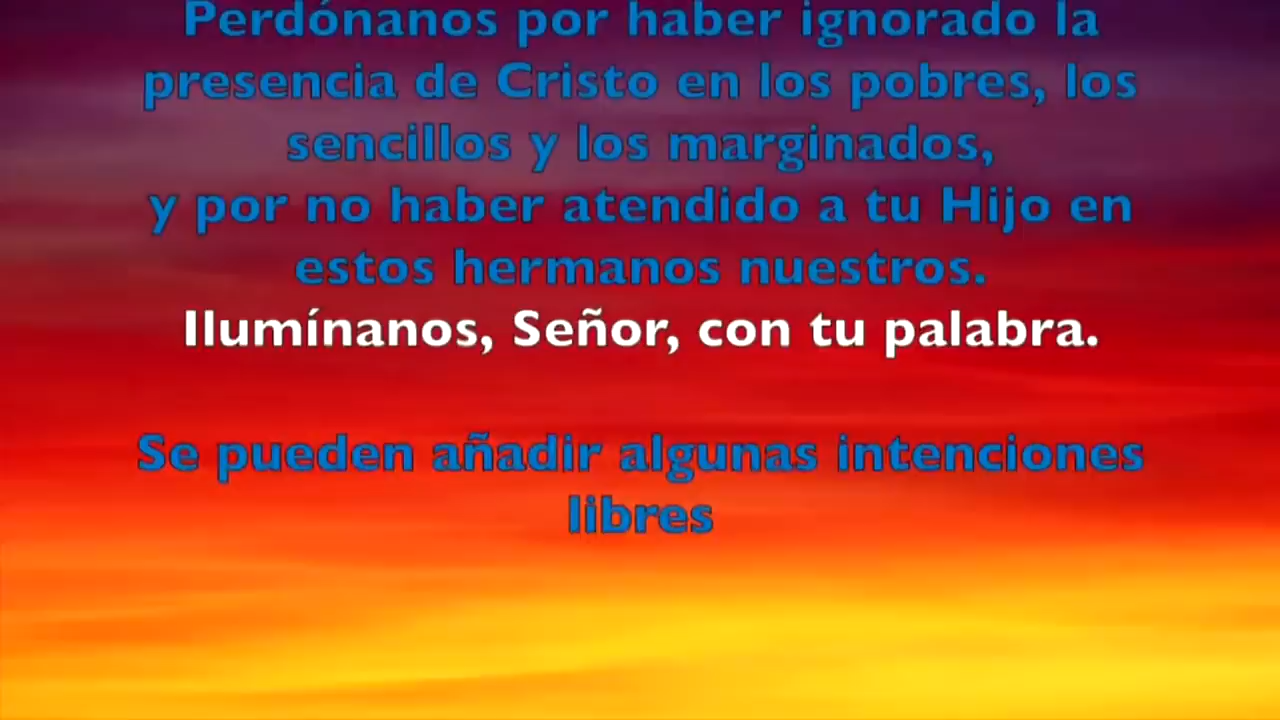 Perdónanos por haber ignorado la
presencia de Cristo en los pobres, los
sencillos y los marginados,
y por no haber atendido a tu Hijo en
estos hermanos nuestros.
Ilumínanos, Señor, con tu palabra.
Se pueden añadir algunas intenciones
libres